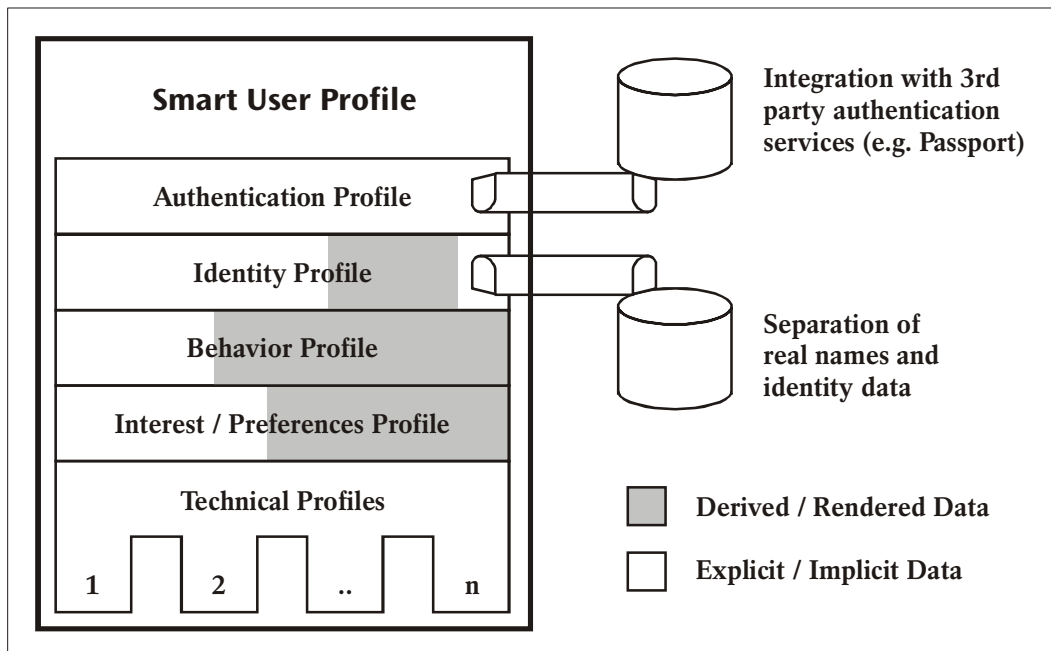 Smart User Profile
Integration with 3rd
party authentication
services (e.g. Passport)
Authentication Profile
Identity Profile
Behavior Profile
Separation of
real names and
identity data
Interest / Preferences Profile
Technical Profiles
1 2 .. n
Derived / Rendered Data
Explicit / Implicit Data